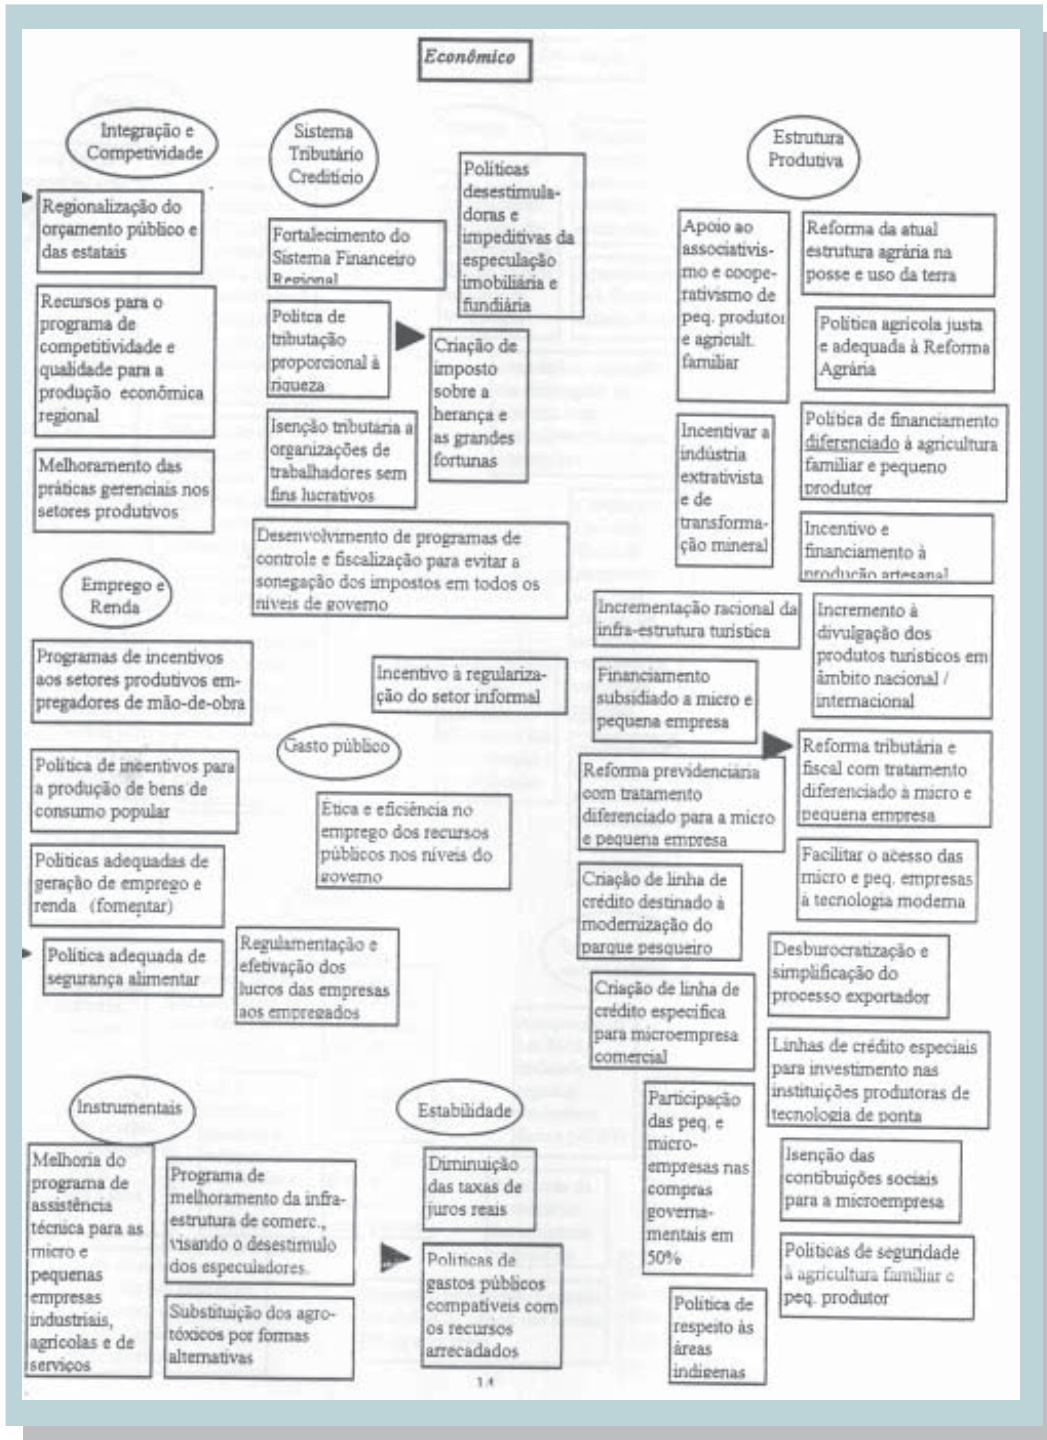 Econômico
Integração e
Competividade
Regionalização do
orçamento público e
das estatais
Recursos para o
programa de
competitividade e
qualidade para a
produção econômica
regional
Melhoramento das
práticas gerenciais nos
setores produtivos
Emprego e
Renda
Programas de incentivos
aos setores produtivos em-
pregadores de mão-de-obra
Política de incentivos para
a produção de bens de
consumo popular
Políticas adequadas de
geração de emprego e
renda (fomentar)
Política adequada de
segurança alimentar
Sistema
Tributário
Creditício
Fortalecimento do
Sistema Financeiro
Regional
Politca de
tributação
proporcional à
riqueza
Isenção tributária a
organizações de
trabalhadores sem
fins lucrativos
Políticas
desestimula-
doras e
impeditivas da
especulação
imobiliária e
fundiária
Criação de
imposto
sobre a
herança e
as grandes
fortunas
Desenvolvimento de programas de
controle e fiscalização para evitar a
sonegação dos impostos em todos os
níveis de governo
Incentivo à regulariza-
ção do setor informal
Gasto público
Ética e eficiência no
emprego dos recursos
públicos nos níveis do
governo
Regulamentação e
efetivação dos
lucros das empresas
aos empregados
Estrutura
Produtiva
Apoio ao
associativis-
mo e coope-
rativismo de
peq. produtor
e agricult.
familiar
Incentivar a
indústria
extrativista
e de
transforma-
ção mineral
Reforma da atual
estrutura agrária na
posse e uso da terra
Política agrícola justa
e adequada à Reforma
Agrária
Política de financiamento
diferenciado à agricultura
familiar e pequeno
produtor
Incentivo e
financiamento à
produção artesanal
Incrementação racional da
infra-estrutura turística
Incremento à
divulgação dos
produtos turísticos em
âmbito nacional /
internacional
Financiamento
subsidiado a micro e
pequena empresa
Reforma tributária e
fiscal com tratamento
diferenciado à micro e
pequena empresa
Reforma previdenciária
com tratamento
diferenciado para a micro
e pequena empresa
Facilitar o acesso das
micro e peq. empresas
à tecnologia moderna
Criação de linha de
crédito destinado à
modernização do
parque pesqueiro
Desburocratização e
simplificação do
processo exportador
Criação de linha de
crédito específica
para microempresa
comercial
Linhas de crédito especiais
para investimento nas
instituições produtoras de
tecnologia de ponta
Participação
das peq. e
micro-
empresas nas
compras
governa-
mentais em
50%
Isenção das
contibuições sociais
para a microempresa
Políticas de seguridade
à agricultura familiar e
peq. produtor
Política de
respeito às
áreas
indígenas
Instrumentais
Melhoria do
programa de
assistência
técnica para as
micro e
pequenas
empresas
industriais,
agrícolas e de
serviços
Programa de
melhoramento da infra-
estrutura de comerc.,
visando o desestímulo
dos especuladores.
Substituição dos agro-
tóxicos por formas
alternativas
Estabilidade
Diminuição
das taxas de
juros reais
Políticas de
gastos públicos
compatíveis com
os recursos
arrecadados